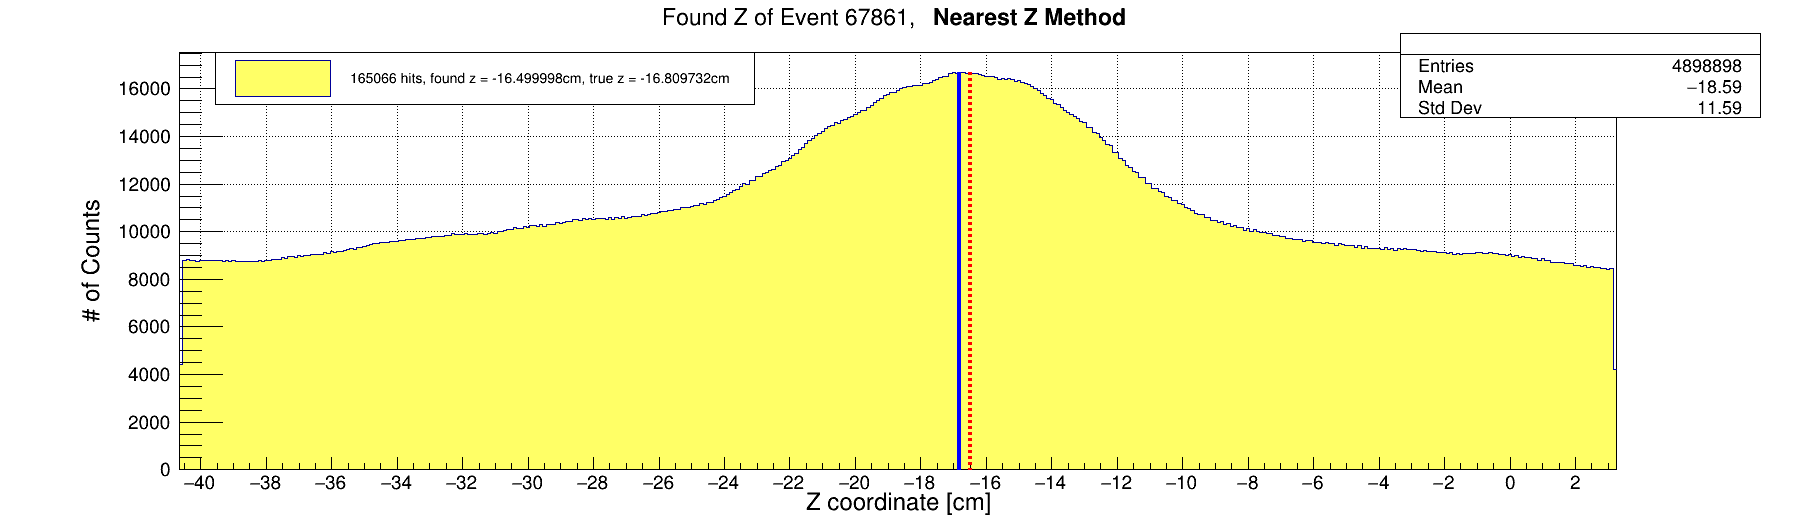 Found Z of Event 67861, Nearest Z Method
165066 hits, found z = -16.499998cm, true z = -16.809732cm
Entries 4898898
Mean −18.59
Std Dev 11.59
# of Counts
16000
14000
12000
10000
8000
6000
4000
2000
0
−40 −38 −36 −34 −32 −30 −28 −26 −24 −22 −20 −18 −16 −14 −12 −10 −8 −6 −4 −2 0 2
Z coordinate [cm]